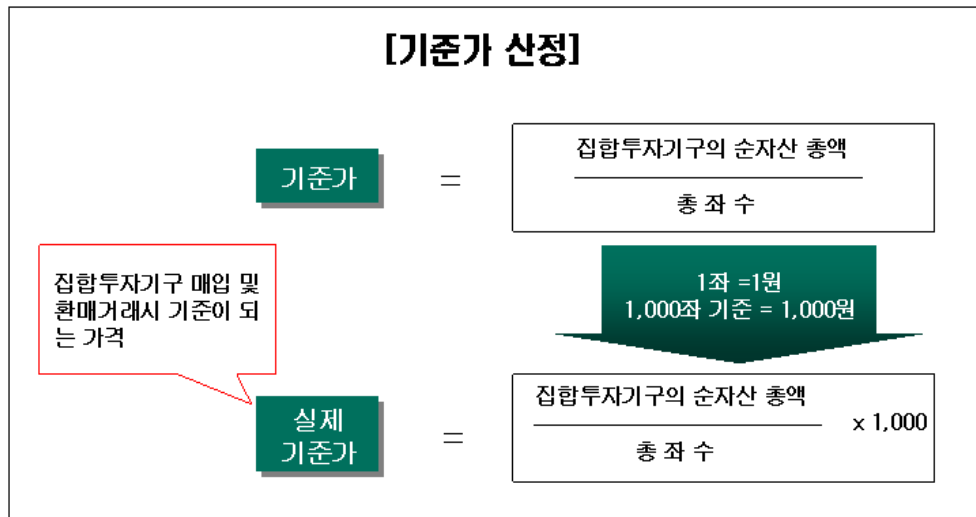 [기준가 산정]
기준가
=
집합투자기구의 순자산 총액
총 좌 수
집합투자기구 매입 및
환매거래시 기준이 되
는 가격
1좌 =1원
1,000좌 기준 = 1,000원
실제
기준가
=
집합투자기구의 순자산 총액
총 좌 수
x 1,000